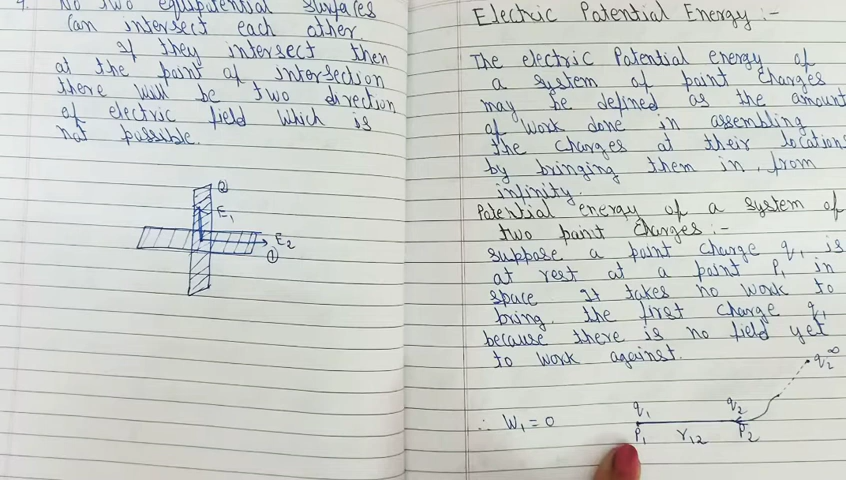 No two equipotential surfaces
can intersect each other.
If they intersect then
at the point of intersection
there will be two direction
of electric field which is
not possible.
②
E₁
E₂
①
Electric Potential Energy :-
The electric Potential energy of
a system of point charges
may be defined as the amount
of work done in assembling
the charges at their locations
by bringing them in, from
infinity.
Potential energy of a system of
two point charges :-
suppose a point charge q₁ is
at rest at a point P₁ in
space It takes no work to
bring the first charge q₁
because there is no field yet
to work against.
∞
q₂
∴ W₁ = 0
q₁
q₂
P₁
r₁₂
P₂